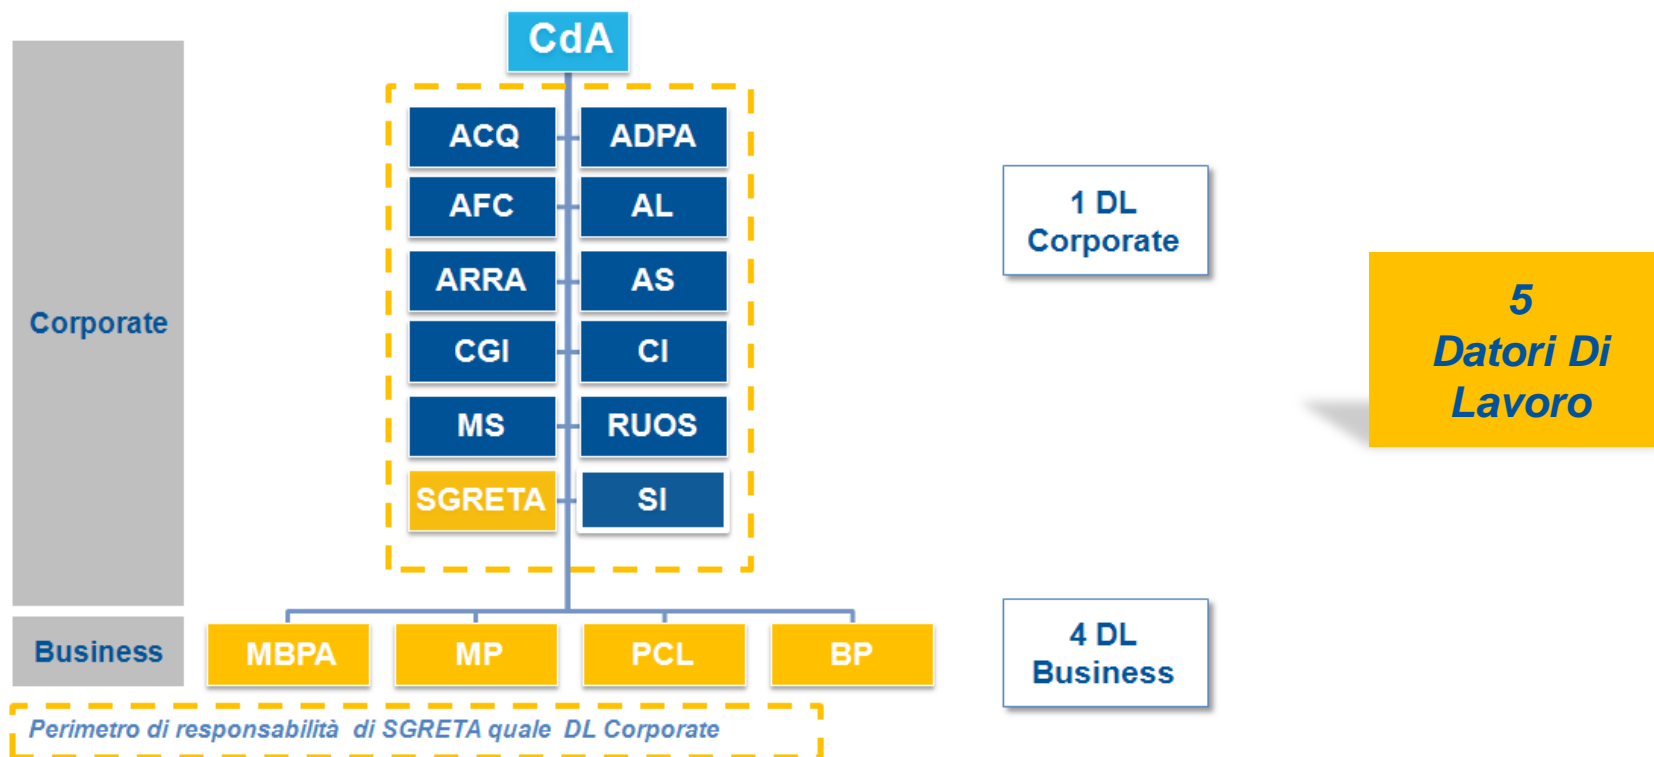 CdA
ACQ
ADPA
AFC
AL
ARRA
AS
CGI
CI
MS
RUOS
SGRETA
SI
Corporate
1 DL
Corporate
5
Datori Di
Lavoro
Business
MBPA
MP
PCL
BP
4 DL
Business
Perimetro di responsabilità di SGRETA quale DL Corporate